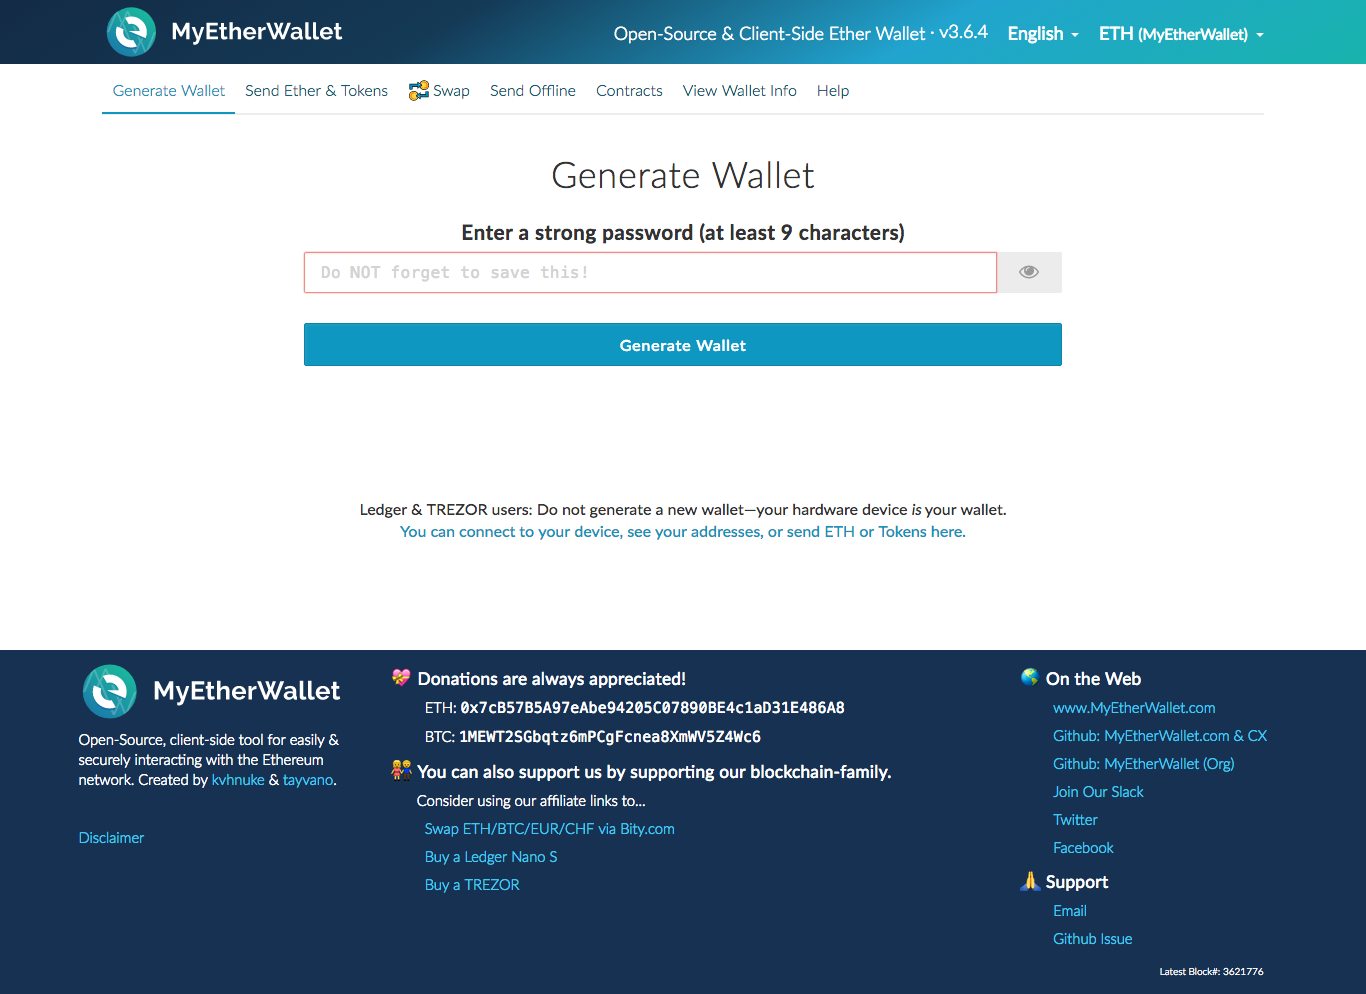 MyEtherWallet
Open-Source & Client-Side Ether Wallet · v3.6.4 English ETH (MyEtherWallet)
Generate Wallet Send Ether & Tokens Swap Send Offline Contracts View Wallet Info Help
Generate Wallet
Enter a strong password (at least 9 characters)
Do NOT forget to save this!
Generate Wallet
Ledger & TREZOR users: Do not generate a new wallet—your hardware device is your wallet.
You can connect to your device, see your addresses, or send ETH or Tokens here.
MyEtherWallet
Open-Source, client-side tool for easily &
securely interacting with the Ethereum
network. Created by kvhnuke & tayvano.
Disclaimer
Donations are always appreciated!
ETH: 0x7cB57B5A97eAbe94205C07890BE4c1aD31E486A8
BTC: 1MEWT2SGbqtz6mPCgFcnea8XmWV5Z4Wc6
You can also support us by supporting our blockchain-family.
Consider using our affiliate links to...
Swap ETH/BTC/EUR/CHF via Bity.com
Buy a Ledger Nano S
Buy a TREZOR
On the Web
www.MyEtherWallet.com
Github: MyEtherWallet.com & CX
Github: MyEtherWallet (Org)
Join Our Slack
Twitter
Facebook
Support
Email
Github Issue
Latest Block#: 3621776